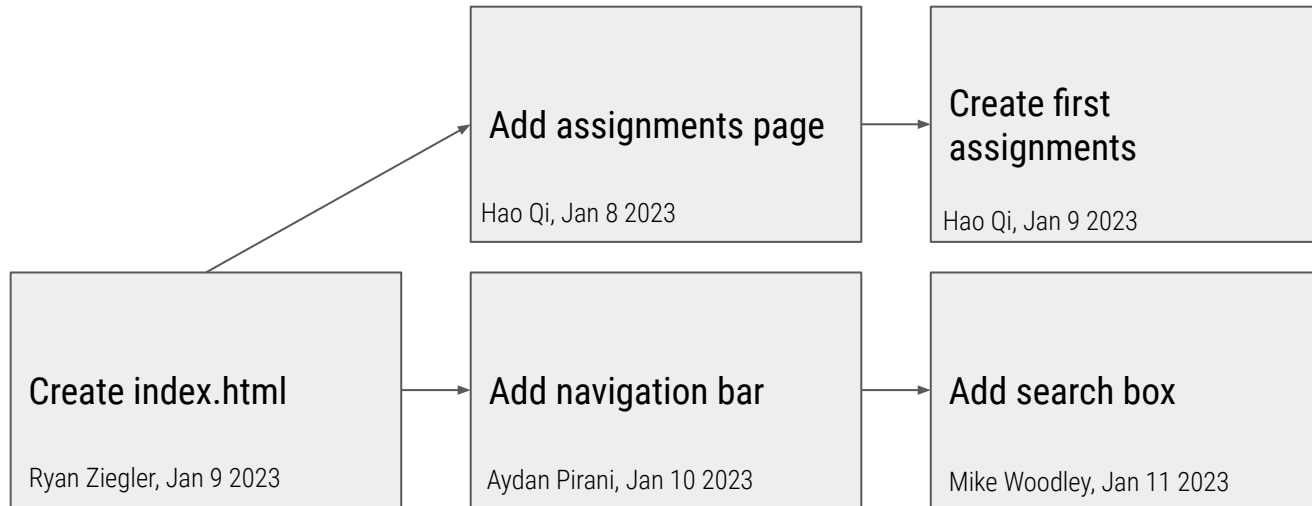 Add assignments page
Hao Qi, Jan 8 2023
Create first
assignments
Hao Qi, Jan 9 2023
Create index.html
Ryan Ziegler, Jan 9 2023
Add navigation bar
Aydan Pirani, Jan 10 2023
Add search box
Mike Woodley, Jan 11 2023